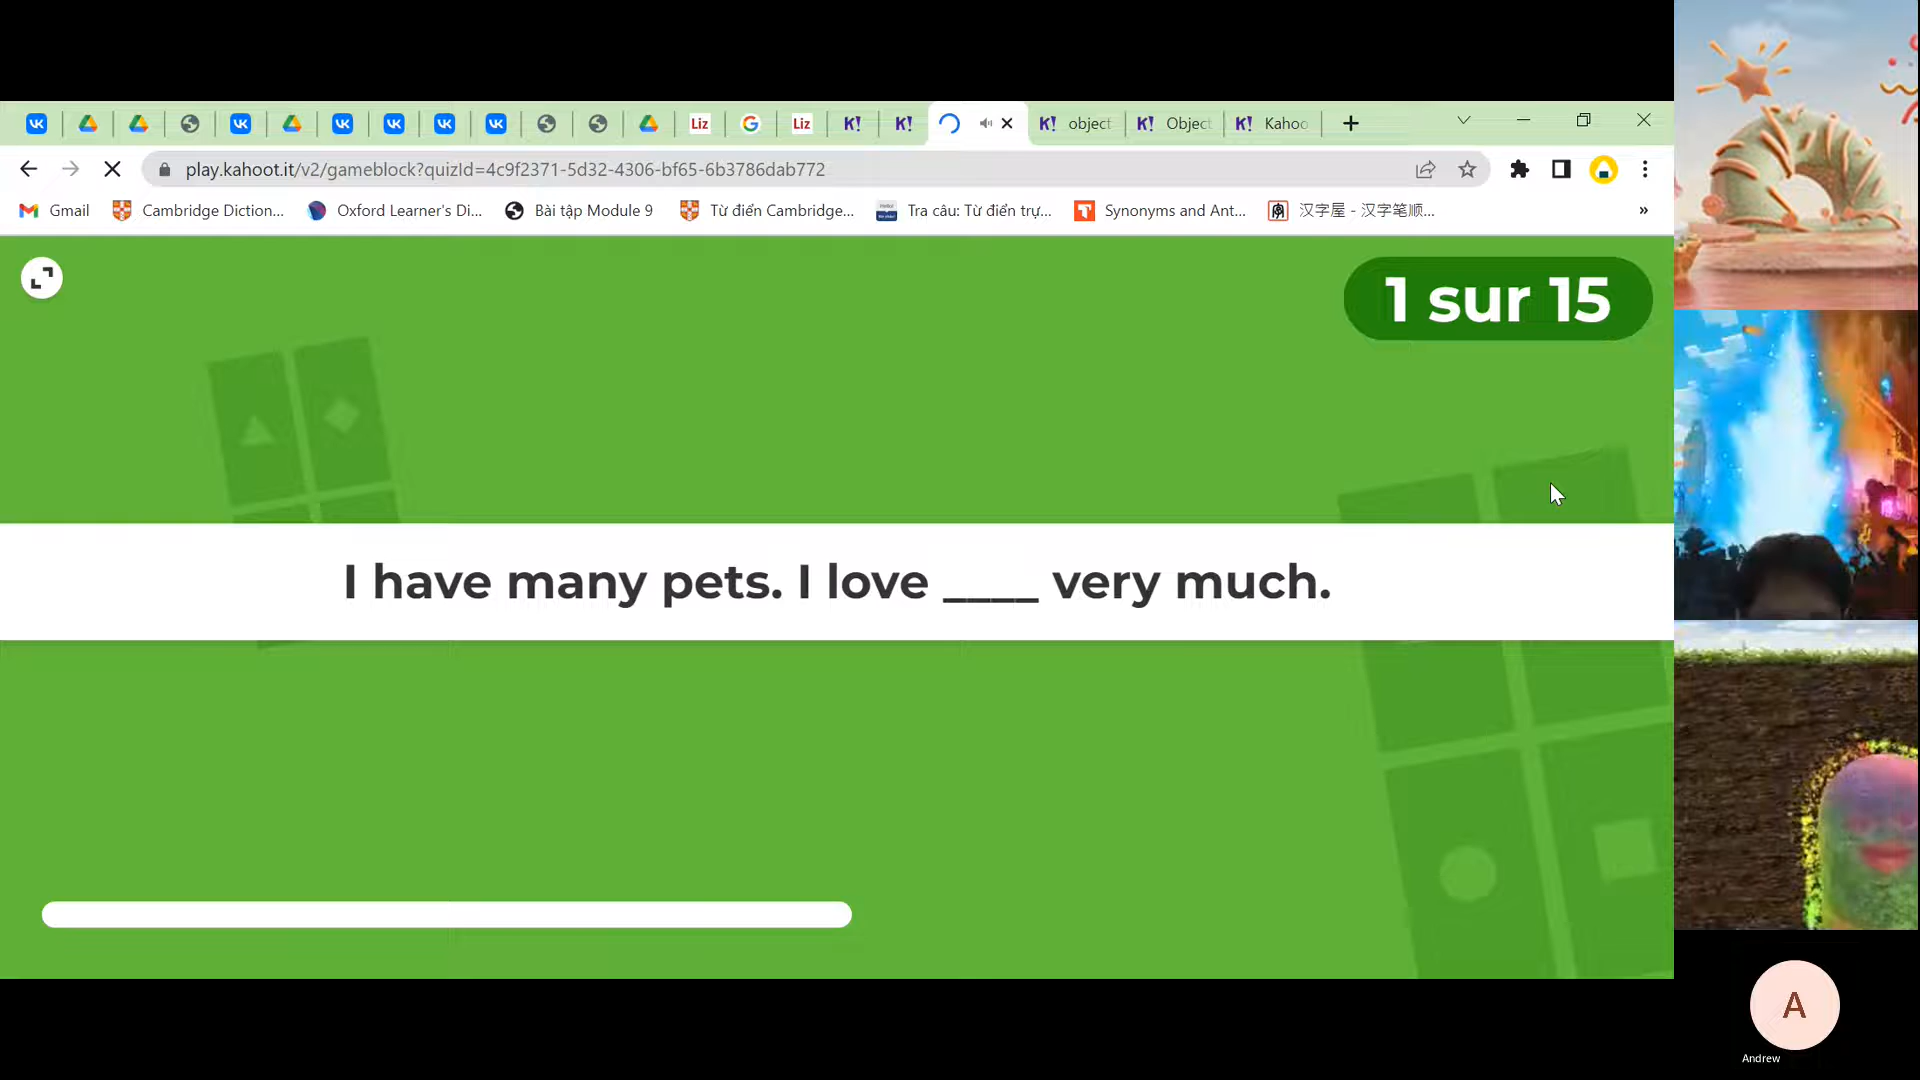 Liz
Liz
K!
K!
K! object
K! Object
K! Kahoo
play.kahoot.it/v2/gameblock?quizId=4c9f2371-5d32-4306-bf65-6b3786dab772
Gmail
Cambridge Diction...
Oxford Learner's Di...
Bài tập Module 9
Từ điển Cambridge...
Tra câu: Từ điển trự...
Synonyms and Ant...
汉字屋 - 汉字笔顺...
»
1 sur 15
I have many pets. I love ____ very much.
A
Andrew